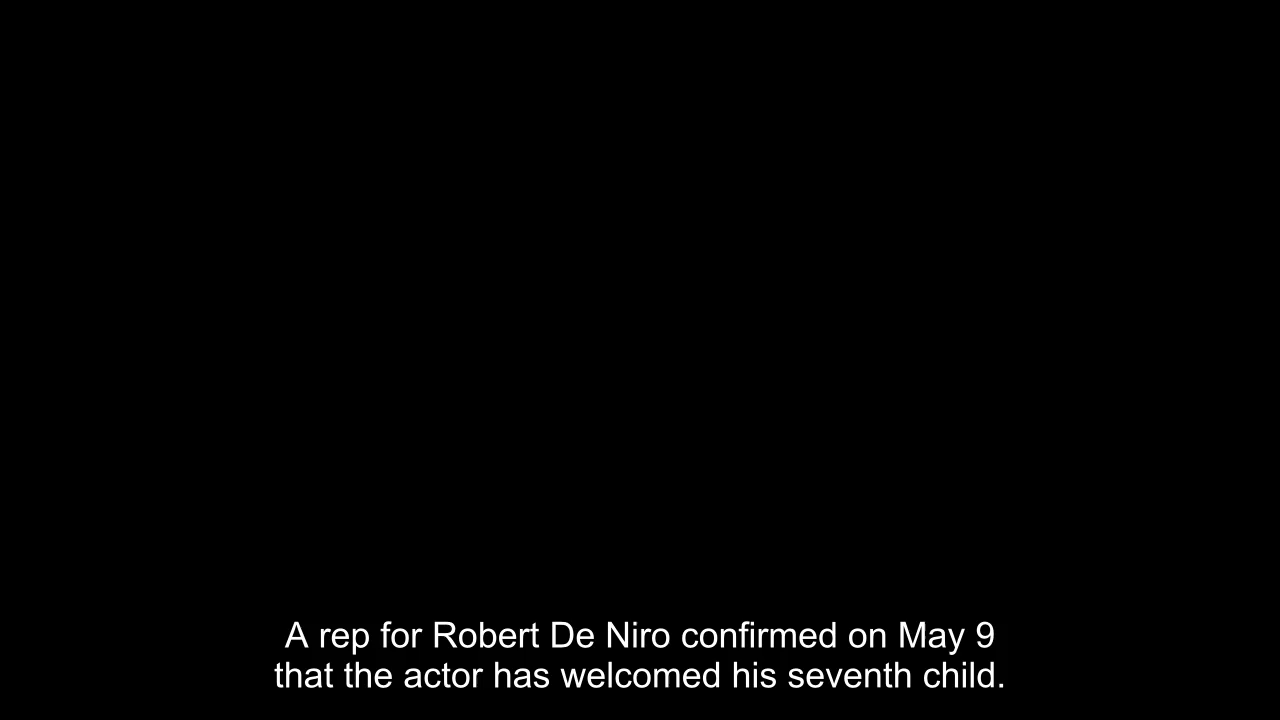 A rep for Robert De Niro confirmed on May 9
that the actor has welcomed his seventh child.